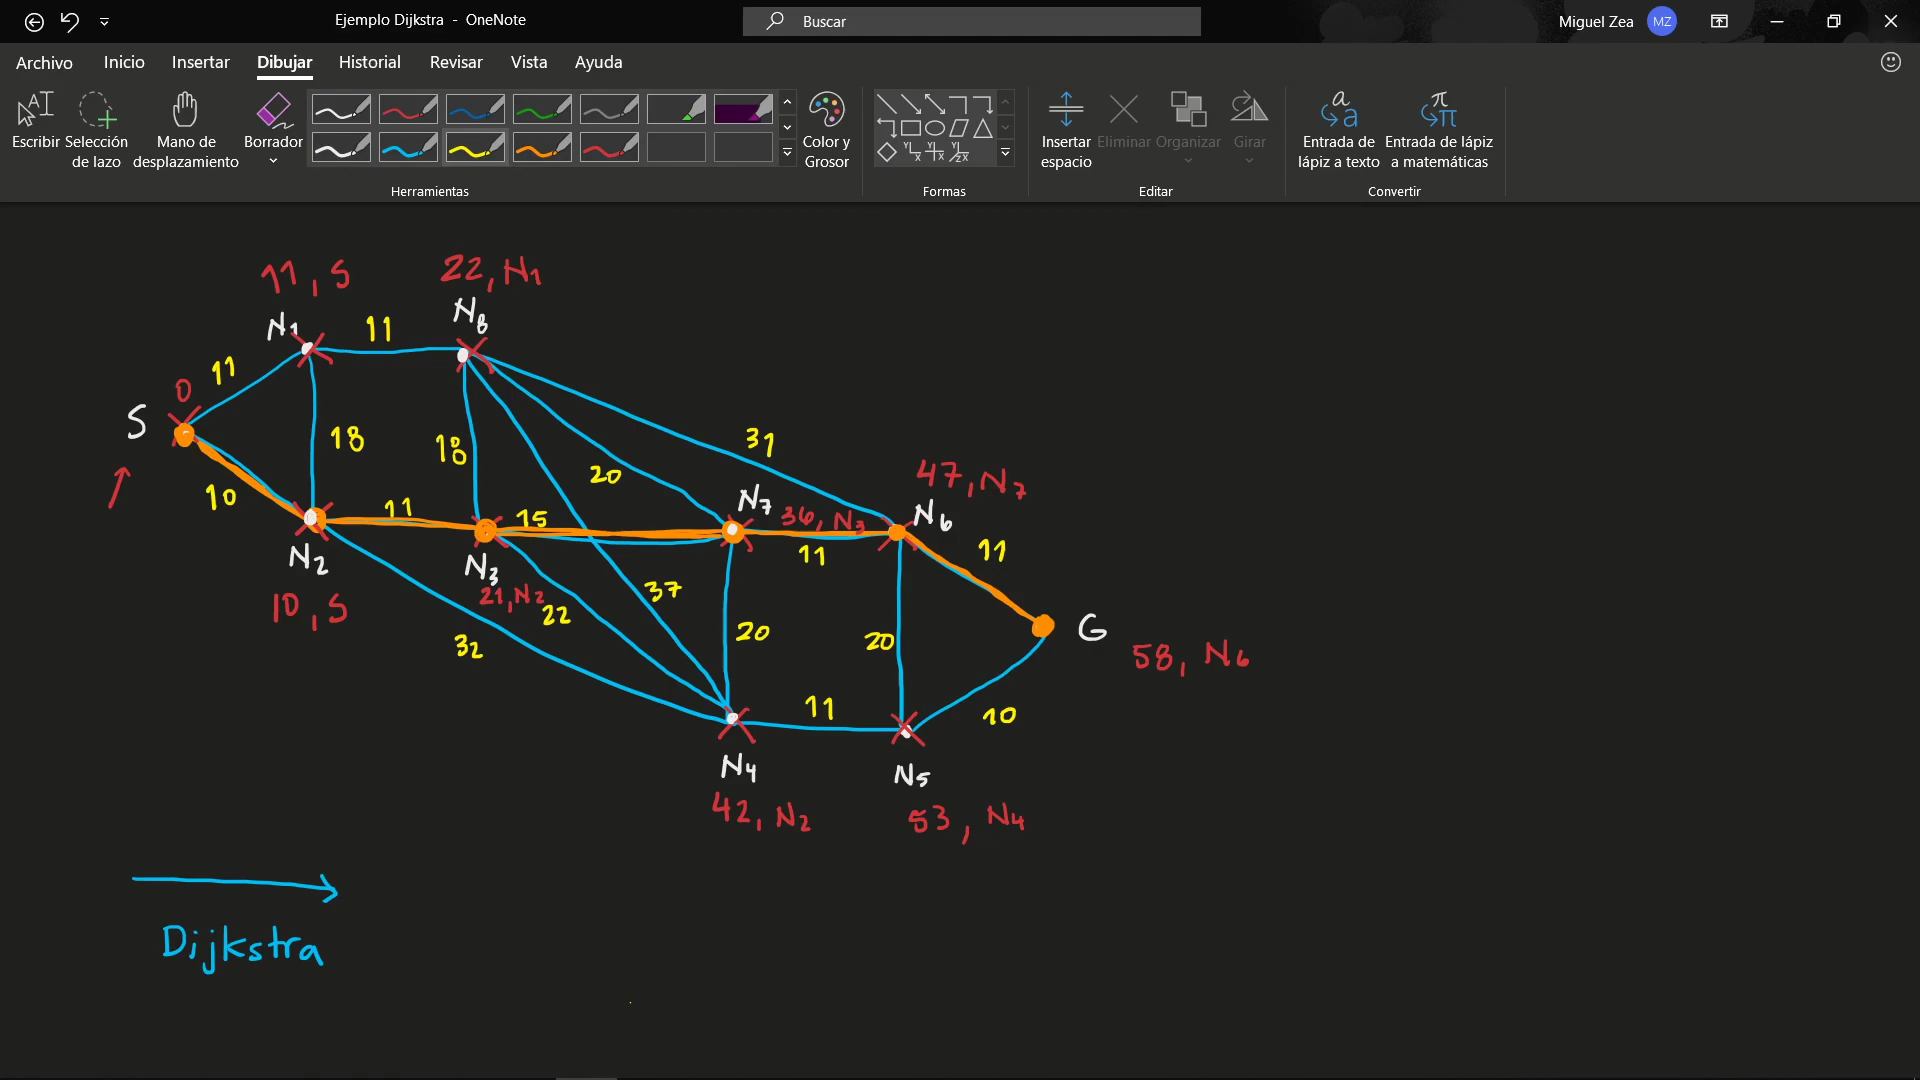 Ejemplo Dijkstra - OneNote
Buscar
Miguel Zea
MZ
Archivo
Inicio
Insertar
Dibujar
Historial
Revisar
Vista
Ayuda
Escribir
Selección de lazo
Mano de desplazamiento
Borrador
Color y Grosor
Insertar espacio
Eliminar
Organizar
Girar
Entrada de lápiz a texto
Entrada de lápiz a matemáticas
Herramientas
Formas
Editar
Convertir
11, S
22, N1
N1
11
N8
11
0
S
18
18
31
20
47, N7
10
11
15
N7
36, N3
N6
N2
N3
11
11
21, N2
10, S
22
37
32
20
20
G
58, N6
11
10
N4
N5
42, N2
53, N4
Dijkstra